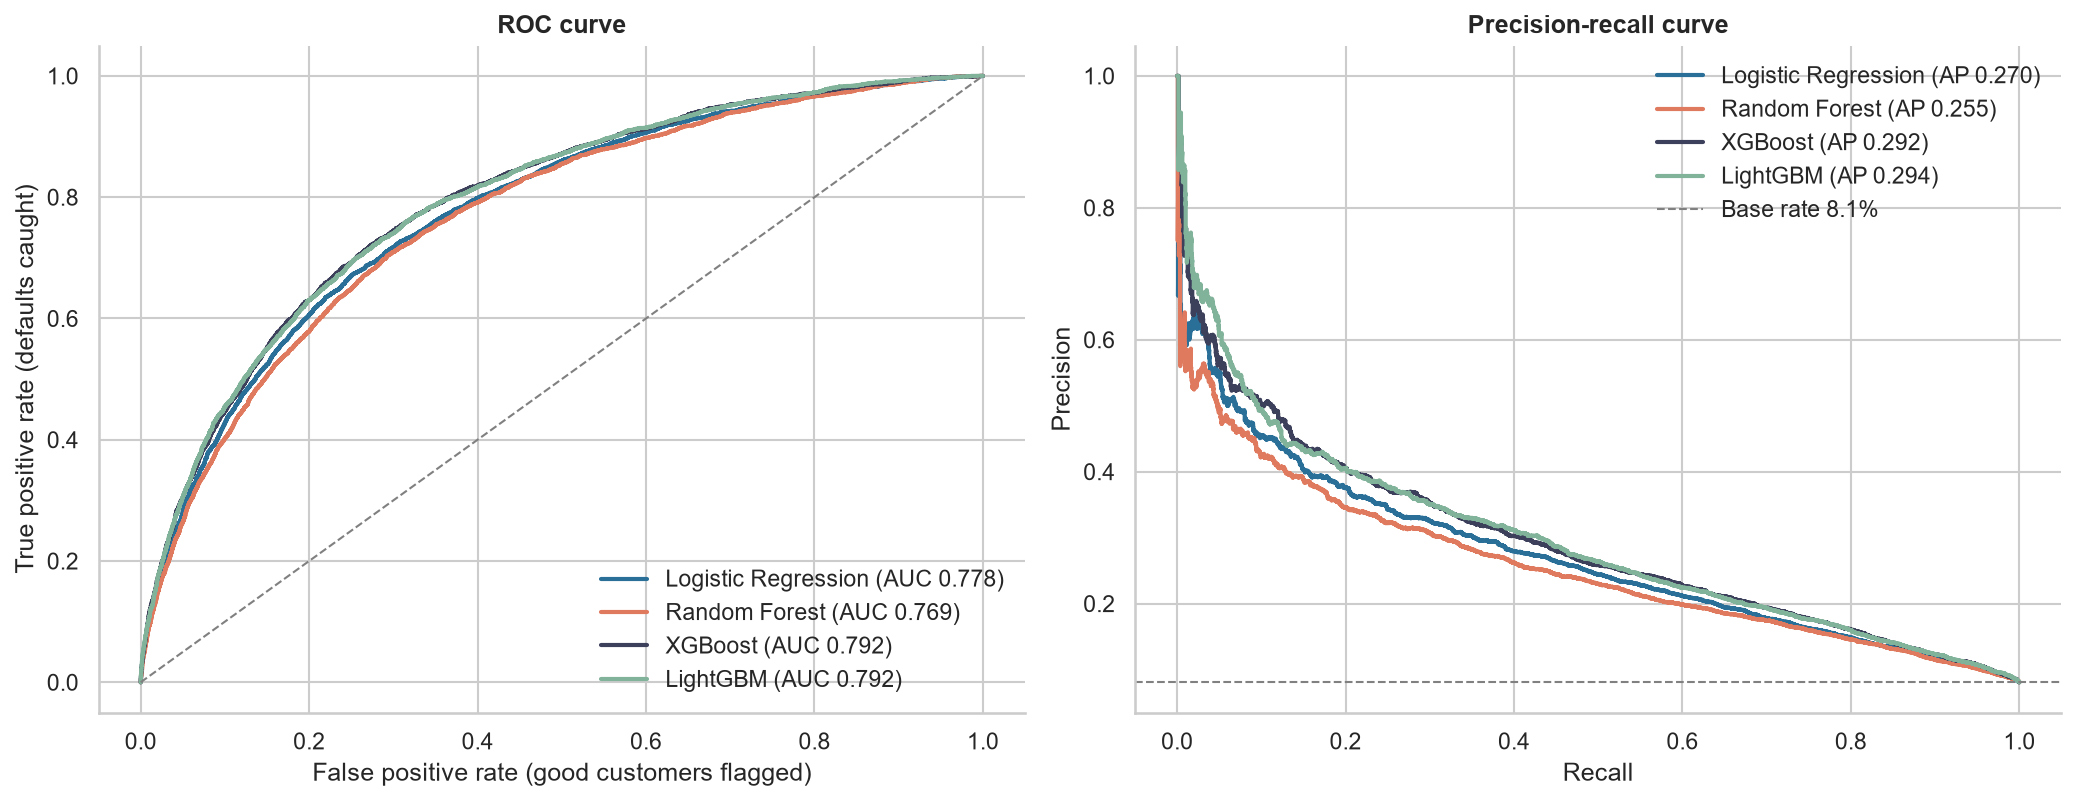 ROC curve
True positive rate (defaults caught)
1.0
0.8
0.6
0.4
0.2
0.0
Logistic Regression (AUC 0.778)
Random Forest (AUC 0.769)
XGBoost (AUC 0.792)
LightGBM (AUC 0.792)
0.0 0.2 0.4 0.6 0.8 1.0
False positive rate (good customers flagged)
Precision-recall curve
Precision
1.0
0.8
0.6
0.4
0.2
Logistic Regression (AP 0.270)
Random Forest (AP 0.255)
XGBoost (AP 0.292)
LightGBM (AP 0.294)
Base rate 8.1%
0.0 0.2 0.4 0.6 0.8 1.0
Recall